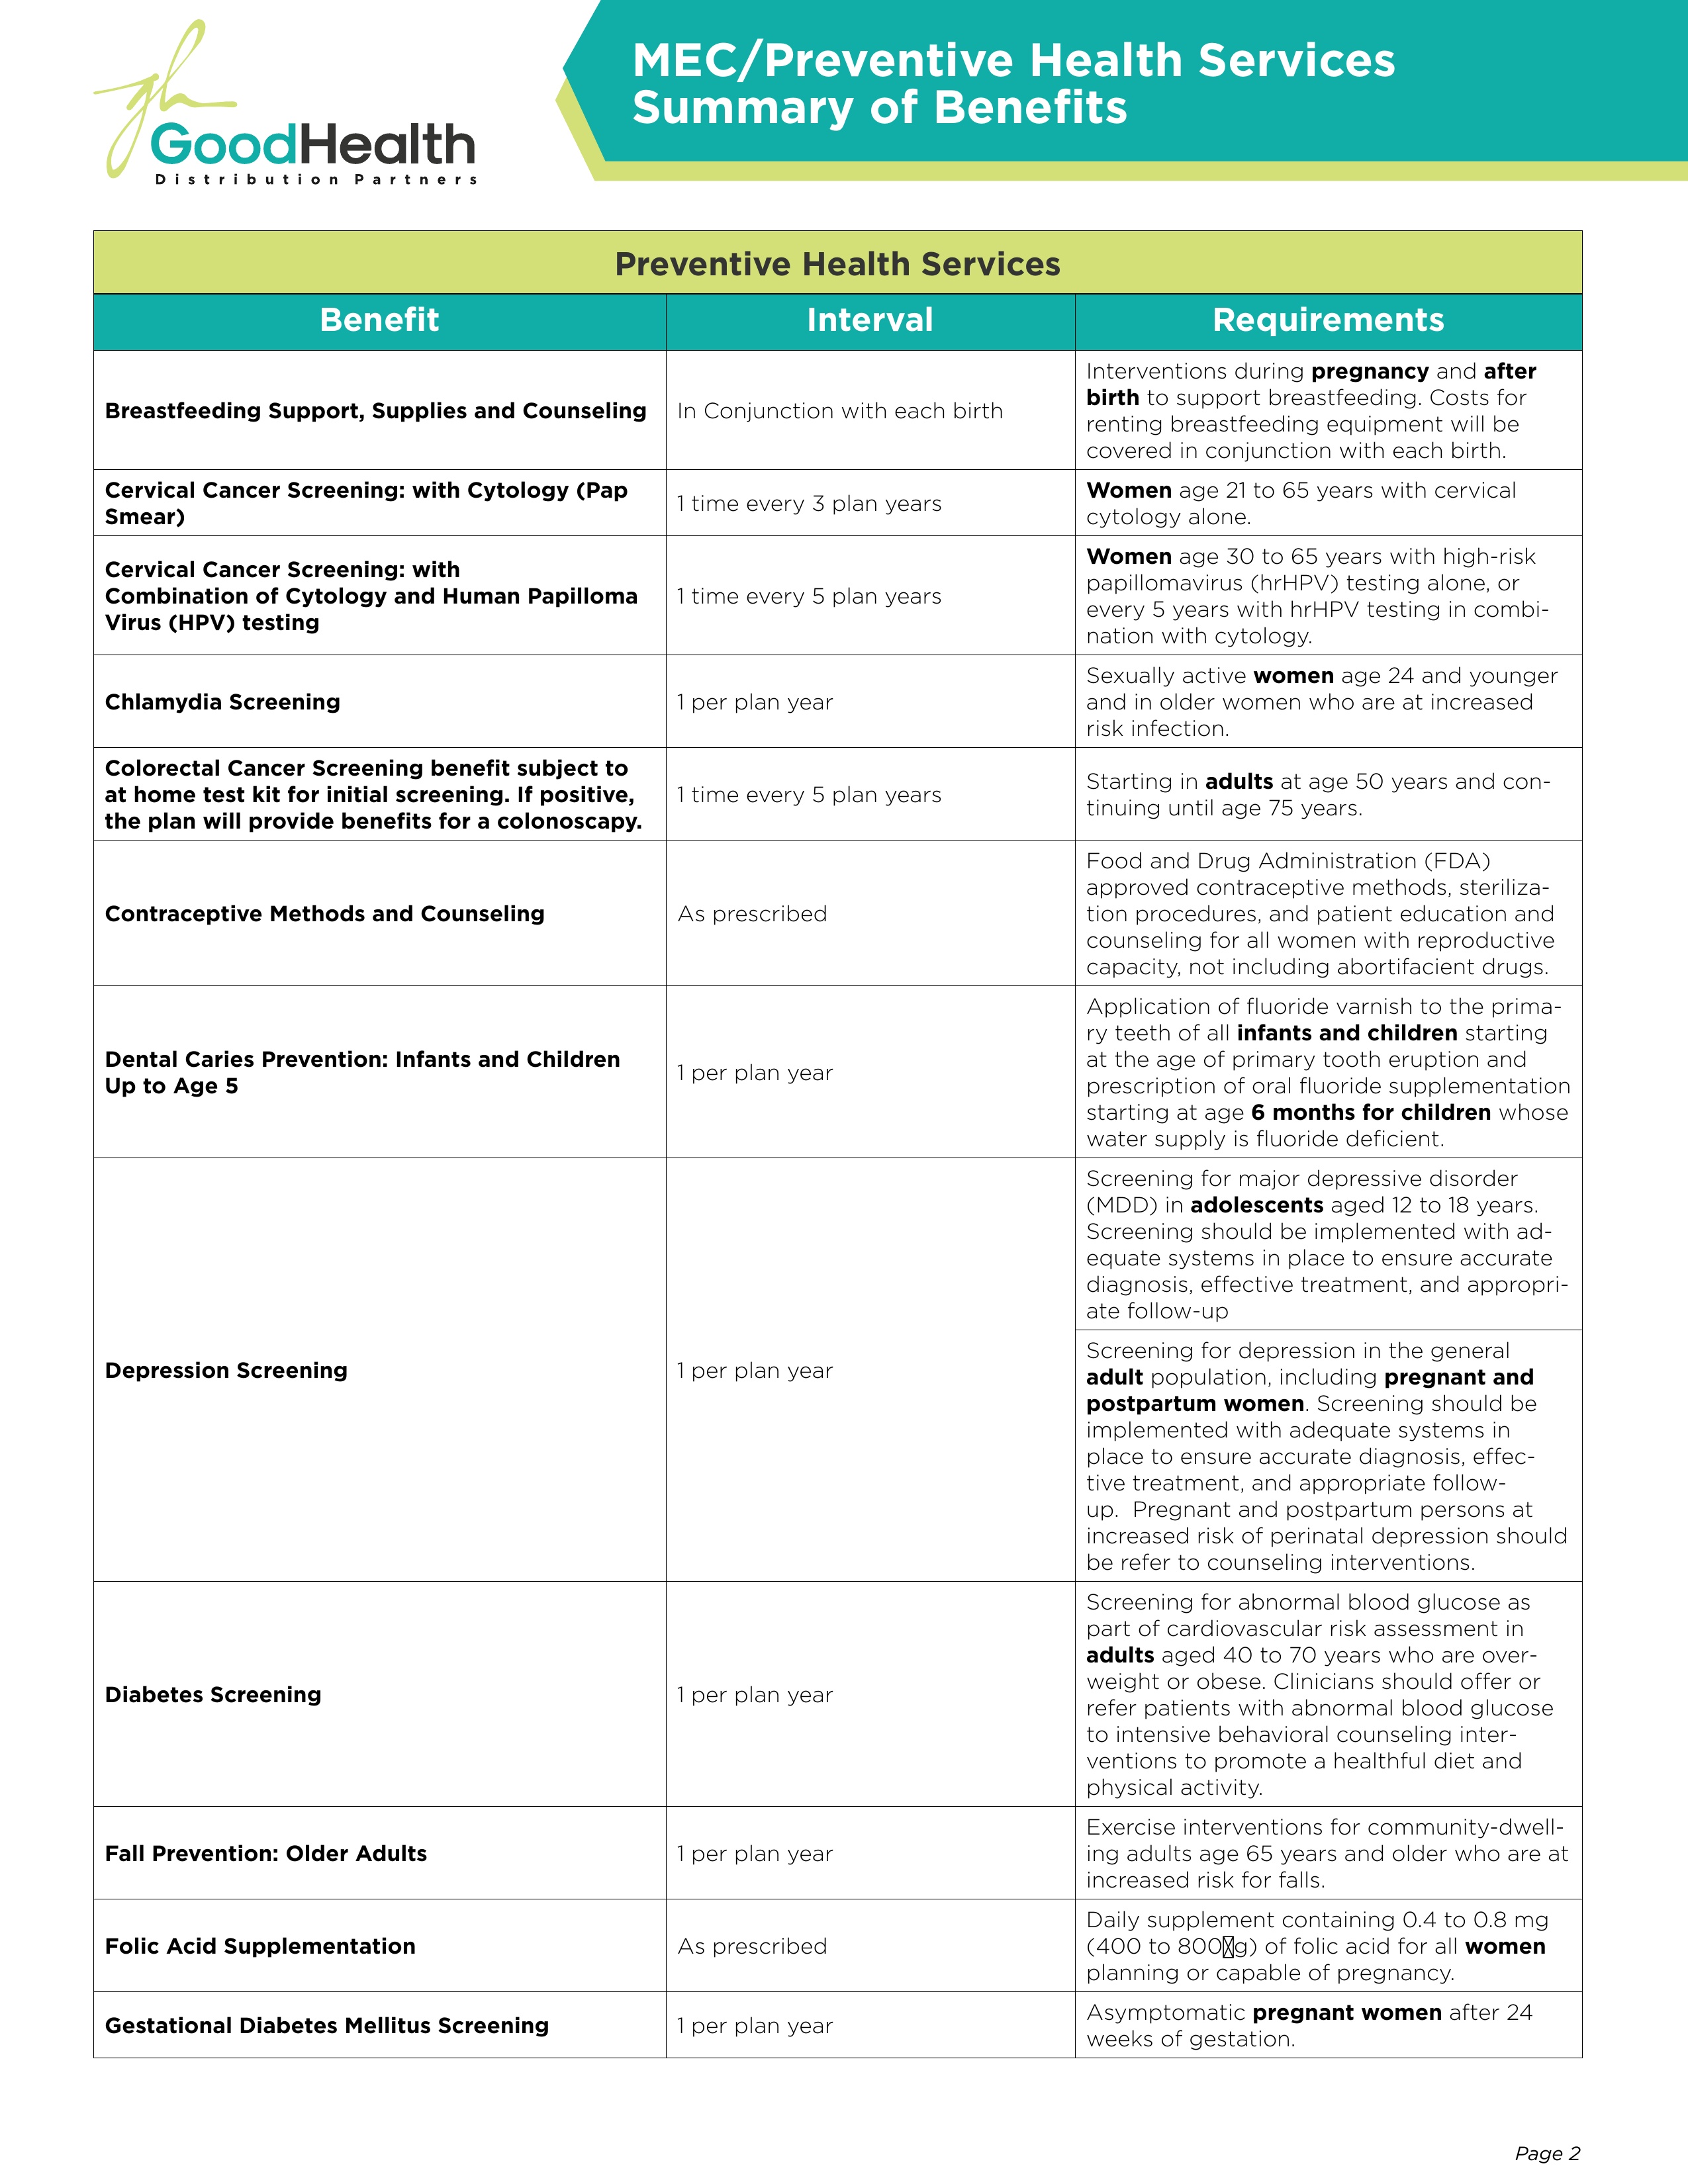 gh
GoodHealth
Distribution Partners
MEC/Preventive Health Services
Summary of Benefits
Preventive Health Services
Benefit
Interval
Requirements
Breastfeeding Support, Supplies and Counseling
In Conjunction with each birth
Interventions during pregnancy and after
birth to support breastfeeding. Costs for
renting breastfeeding equipment will be
covered in conjunction with each birth.
Cervical Cancer Screening: with Cytology (Pap
Smear)
1 time every 3 plan years
Women age 21 to 65 years with cervical
cytology alone.
Cervical Cancer Screening: with
Combination of Cytology and Human Papilloma
Virus (HPV) testing
1 time every 5 plan years
Women age 30 to 65 years with high-risk
papillomavirus (hrHPV) testing alone, or
every 5 years with hrHPV testing in combi-
nation with cytology.
Chlamydia Screening
1 per plan year
Sexually active women age 24 and younger
and in older women who are at increased
risk infection.
Colorectal Cancer Screening benefit subject to
at home test kit for initial screening. If positive,
the plan will provide benefits for a colonoscopy.
1 time every 5 plan years
Starting in adults at age 50 years and con-
tinuing until age 75 years.
Contraceptive Methods and Counseling
As prescribed
Food and Drug Administration (FDA)
approved contraceptive methods, steriliza-
tion procedures, and patient education and
counseling for all women with reproductive
capacity, not including abortifacient drugs.
Dental Caries Prevention: Infants and Children
Up to Age 5
1 per plan year
Application of fluoride varnish to the prima-
ry teeth of all infants and children starting
at the age of primary tooth eruption and
prescription of oral fluoride supplementation
starting at age 6 months for children whose
water supply is fluoride deficient.
Depression Screening
1 per plan year
Screening for major depressive disorder
(MDD) in adolescents aged 12 to 18 years.
Screening should be implemented with ad-
equate systems in place to ensure accurate
diagnosis, effective treatment, and appropri-
ate follow-up
Screening for depression in the general
adult population, including pregnant and
postpartum women. Screening should be
implemented with adequate systems in
place to ensure accurate diagnosis, effec-
tive treatment, and appropriate follow-
up.  Pregnant and postpartum persons at
increased risk of perinatal depression should
be refer to counseling interventions.
Diabetes Screening
1 per plan year
Screening for abnormal blood glucose as
part of cardiovascular risk assessment in
adults aged 40 to 70 years who are over-
weight or obese. Clinicians should offer or
refer patients with abnormal blood glucose
to intensive behavioral counseling inter-
ventions to promote a healthful diet and
physical activity.
Fall Prevention: Older Adults
1 per plan year
Exercise interventions for community-dwell-
ing adults age 65 years and older who are at
increased risk for falls.
Folic Acid Supplementation
As prescribed
Daily supplement containing 0.4 to 0.8 mg
(400 to 800g) of folic acid for all women
planning or capable of pregnancy.
Gestational Diabetes Mellitus Screening
1 per plan year
Asymptomatic pregnant women after 24
weeks of gestation.
Page 2